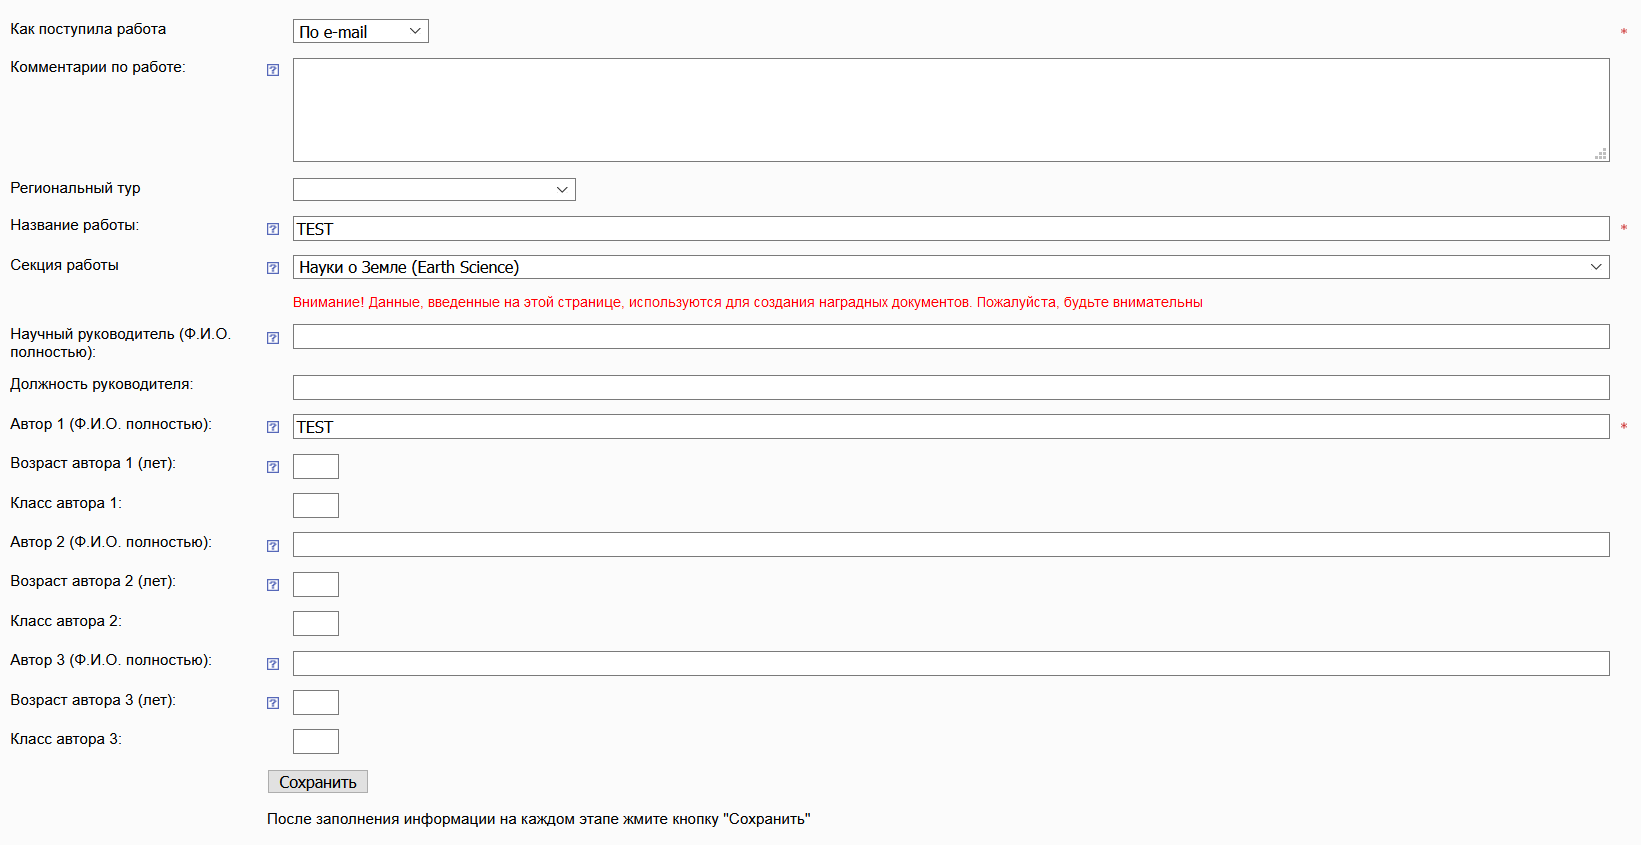 Как поступила работа
По e-mail
*
Комментарии по работе:
?
Региональный тур
Название работы:
?
TEST
*
Секция работы
?
Науки о Земле (Earth Science)
Внимание! Данные, введенные на этой странице, используются для создания наградных документов. Пожалуйста, будьте внимательны
Научный руководитель (Ф.И.О.
полностью):
?
Должность руководителя:
Автор 1 (Ф.И.О. полностью):
?
TEST
*
Возраст автора 1 (лет):
?
Класс автора 1:
Автор 2 (Ф.И.О. полностью):
?
Возраст автора 2 (лет):
?
Класс автора 2:
Автор 3 (Ф.И.О. полностью):
?
Возраст автора 3 (лет):
?
Класс автора 3:
Сохранить
После заполнения информации на каждом этапе жмите кнопку "Сохранить"